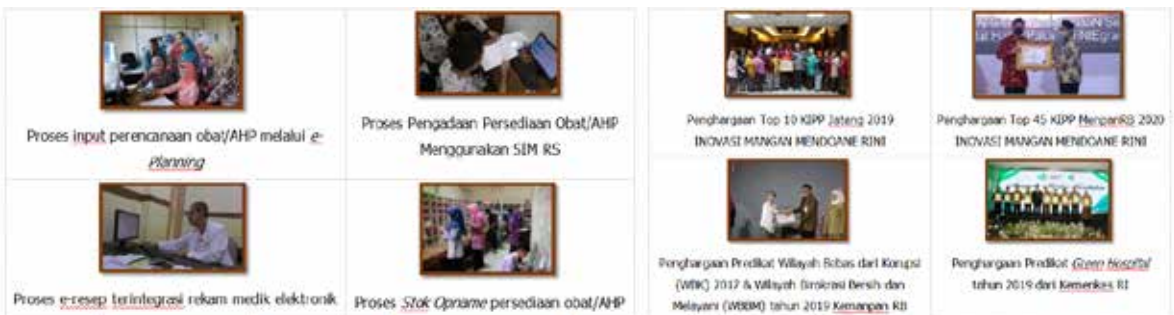 Proses input perencanaan obat/AHP melalui e-
Planning
Proses Pengadaan Persediaan Obat/AHP
Menggunakan SIM RS
Proses e-resep terintegrasi rekam medik elektronik
Proses Stok Opname persediaan obat/AHP
Penghargaan Top 10 KIPP Jateng 2019
INOVASI MANGAN MENDOANE RINI
Penghargaan Top 45 KIPP MenpanRB 2020
INOVASI MANGAN MENDOANE RINI
Penghargaan Predikat Wilayah Bebas dari Korupsi
(WBK) 2017 & Wilayah Birokrasi Bersih dan
Melayani (WBBM) tahun 2019 Kemanpan RB
Penghargaan Predikat Green Hospital
tahun 2019 dari Kemenkes RI